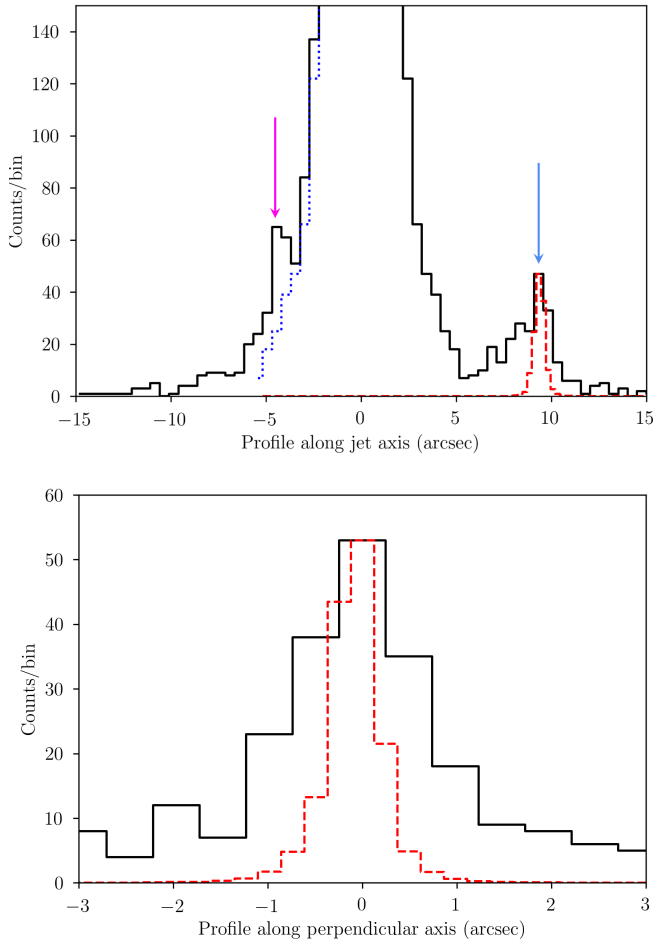 140
120
100
80
60
40
20
0
Counts/bin
−15 −10 −5 0 5 10 15
Profile along jet axis (arcsec)
60
50
40
30
20
10
0
Counts/bin
−3 −2 −1 0 1 2 3
Profile along perpendicular axis (arcsec)